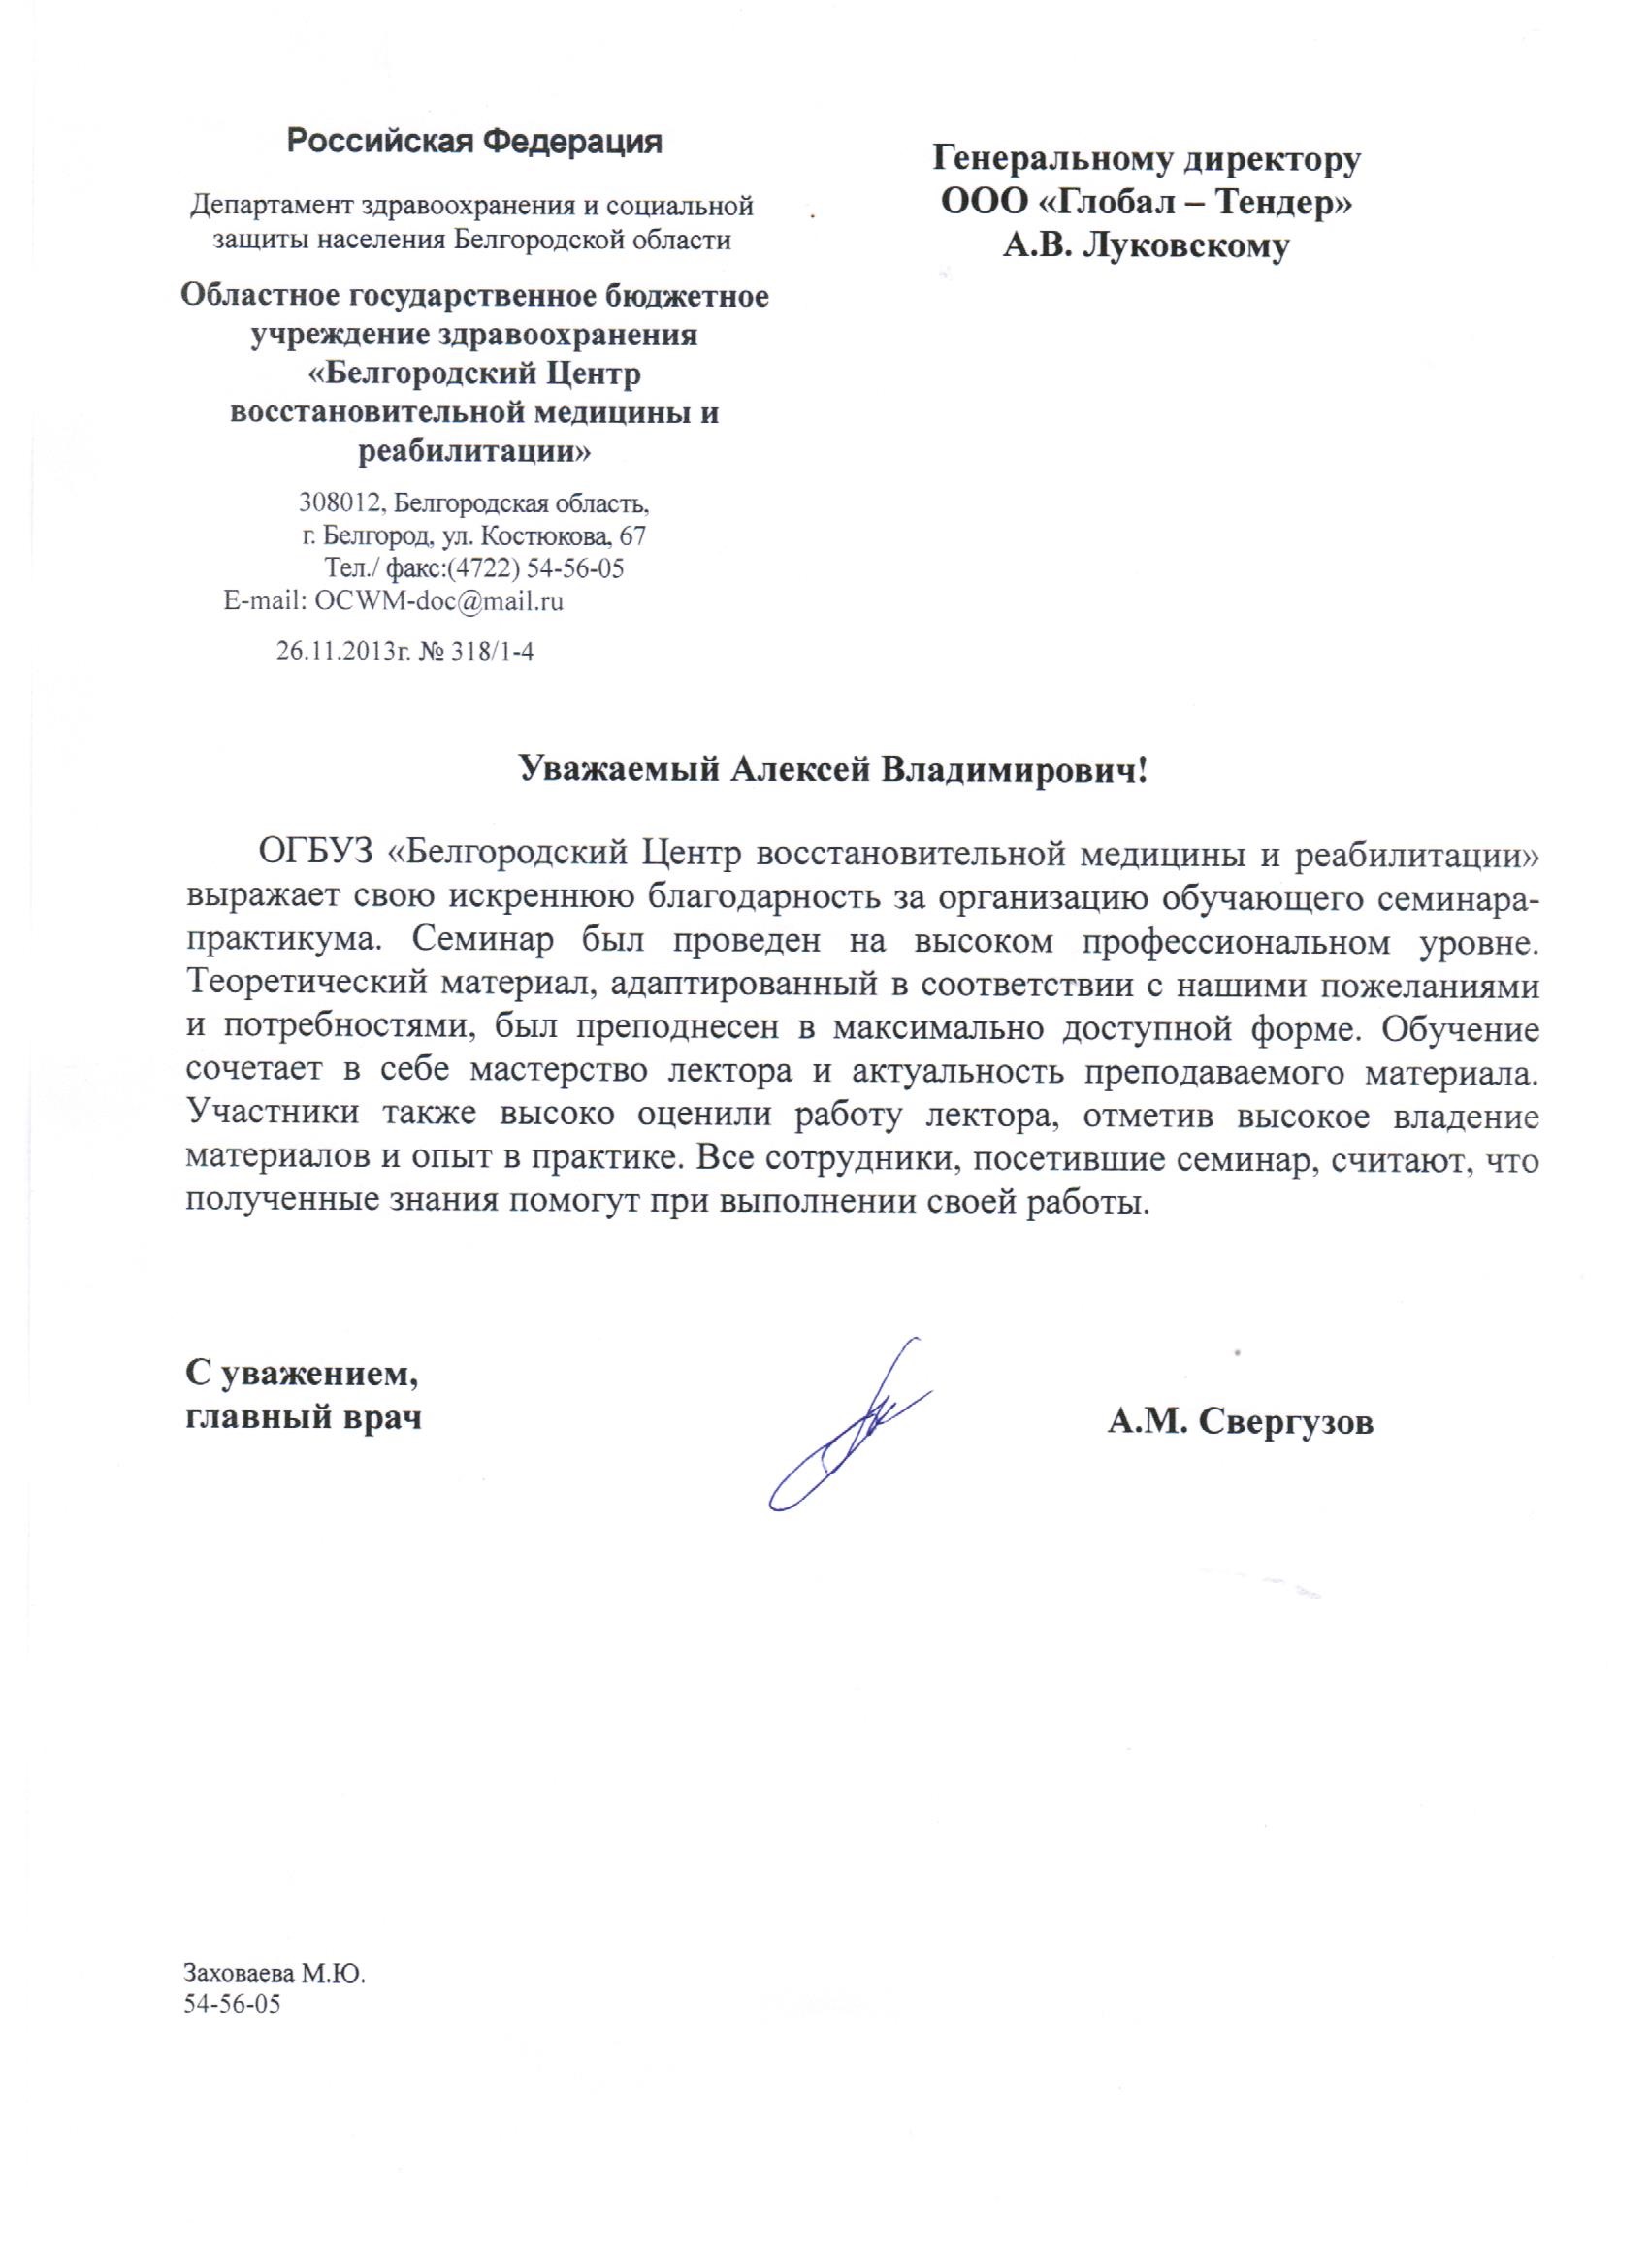 Российская Федерация
Департамент здравоохранения и социальной
защиты населения Белгородской области
Областное государственное бюджетное
учреждение здравоохранения
«Белгородский Центр
восстановительной медицины и
реабилитации»
308012, Белгородская область,
г. Белгород, ул. Костюкова, 67
Тел./ факс:(4722) 54-56-05
E-mail: OCWM-doc@mail.ru
26.11.2013г. № 318/1-4
Генеральному директору
ООО «Глобал – Тендер»
А.В. Луковскому
Уважаемый Алексей Владимирович!
ОГБУЗ «Белгородский Центр восстановительной медицины и реабилитации»
выражает свою искреннюю благодарность за организацию обучающего семинара-
практикума. Семинар был проведен на высоком профессиональном уровне.
Теоретический материал, адаптированный в соответствии с нашими пожеланиями
и потребностями, был преподнесен в максимально доступной форме. Обучение
сочетает в себе мастерство лектора и актуальность преподаваемого материала.
Участники также высоко оценили работу лектора, отметив высокое владение
материалов и опыт в практике. Все сотрудники, посетившие семинар, считают, что
полученные знания помогут при выполнении своей работы.
С уважением,
главный врач
А.М. Свергузов
Заховаева М.Ю.
54-56-05